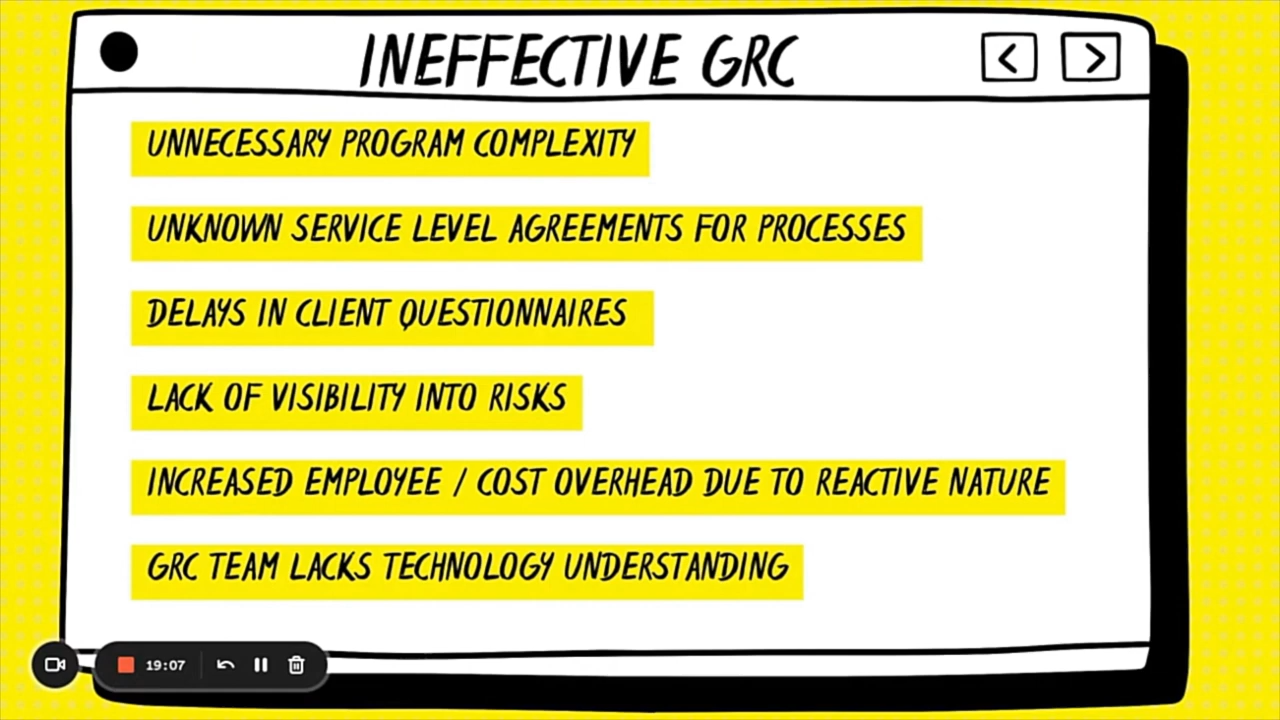 INEFFECTIVE GRC
UNNECESSARY PROGRAM COMPLEXITY
UNKNOWN SERVICE LEVEL AGREEMENTS FOR PROCESSES
DELAYS IN CLIENT QUESTIONNAIRES
LACK OF VISIBILITY INTO RISKS
INCREASED EMPLOYEE / COST OVERHEAD DUE TO REACTIVE NATURE
GRC TEAM LACKS TECHNOLOGY UNDERSTANDING
19:07